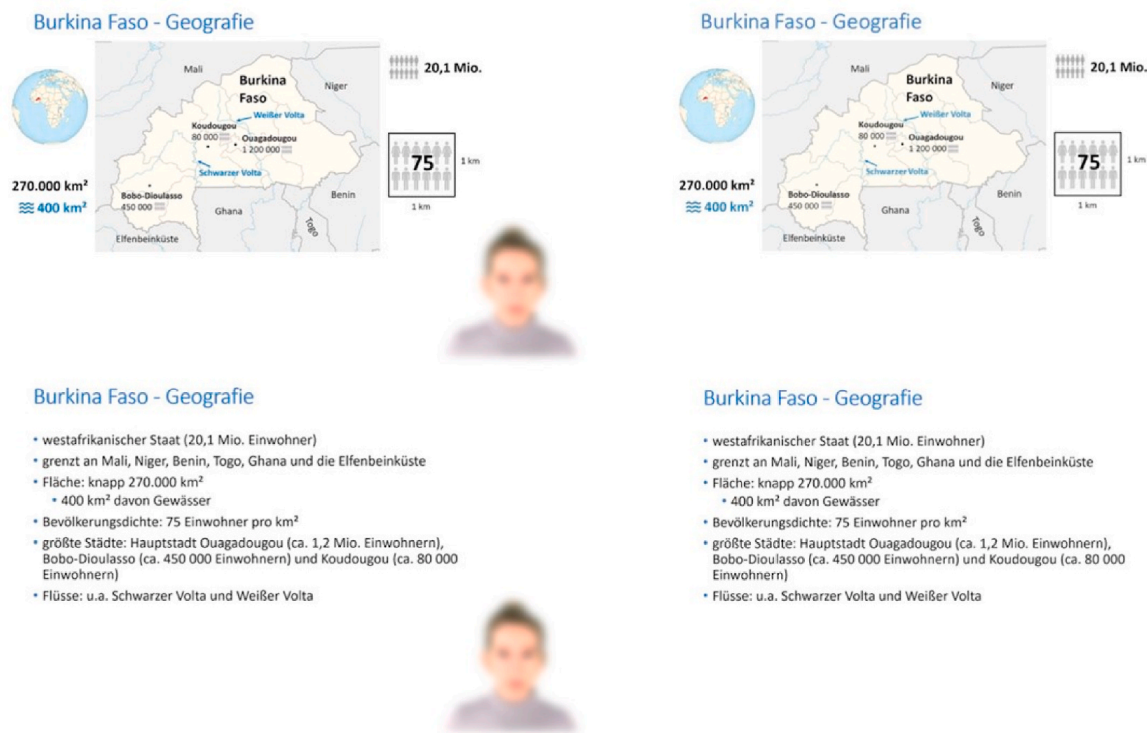 Burkina Faso - Geografie
Mali
Burkina
Faso
Niger
20,1 Mio.
Weißer Volta
Koudougou
80 000
Ouagadougou
1 200 000
75
1 km
Schwarzer Volta
270.000 km²
Bobo-Dioulasso
450 000
Benin
400 km²
1 km
Ghana
Togo
Elfenbeinküste
Burkina Faso - Geografie
Mali
Burkina
Faso
Niger
20,1 Mio.
Weißer Volta
Koudougou
80 000
Ouagadougou
1 200 000
75
1 km
Schwarzer Volta
270.000 km²
Bobo-Dioulasso
450 000
Benin
400 km²
1 km
Ghana
Togo
Elfenbeinküste
Burkina Faso - Geografie
• westafrikanischer Staat (20,1 Mio. Einwohner)
• grenzt an Mali, Niger, Benin, Togo, Ghana und die Elfenbeinküste
• Fläche: knapp 270.000 km²
• 400 km² davon Gewässer
• Bevölkerungsdichte: 75 Einwohner pro km²
• größte Städte: Hauptstadt Ouagadougou (ca. 1,2 Mio. Einwohnern),
Bobo-Dioulasso (ca. 450 000 Einwohnern) und Koudougou (ca. 80 000
Einwohnern)
• Flüsse: u.a. Schwarzer Volta und Weißer Volta
Burkina Faso - Geografie
• westafrikanischer Staat (20,1 Mio. Einwohner)
• grenzt an Mali, Niger, Benin, Togo, Ghana und die Elfenbeinküste
• Fläche: knapp 270.000 km²
• 400 km² davon Gewässer
• Bevölkerungsdichte: 75 Einwohner pro km²
• größte Städte: Hauptstadt Ouagadougou (ca. 1,2 Mio. Einwohnern),
Bobo-Dioulasso (ca. 450 000 Einwohnern) und Koudougou (ca. 80 000
Einwohnern)
• Flüsse: u.a. Schwarzer Volta und Weißer Volta